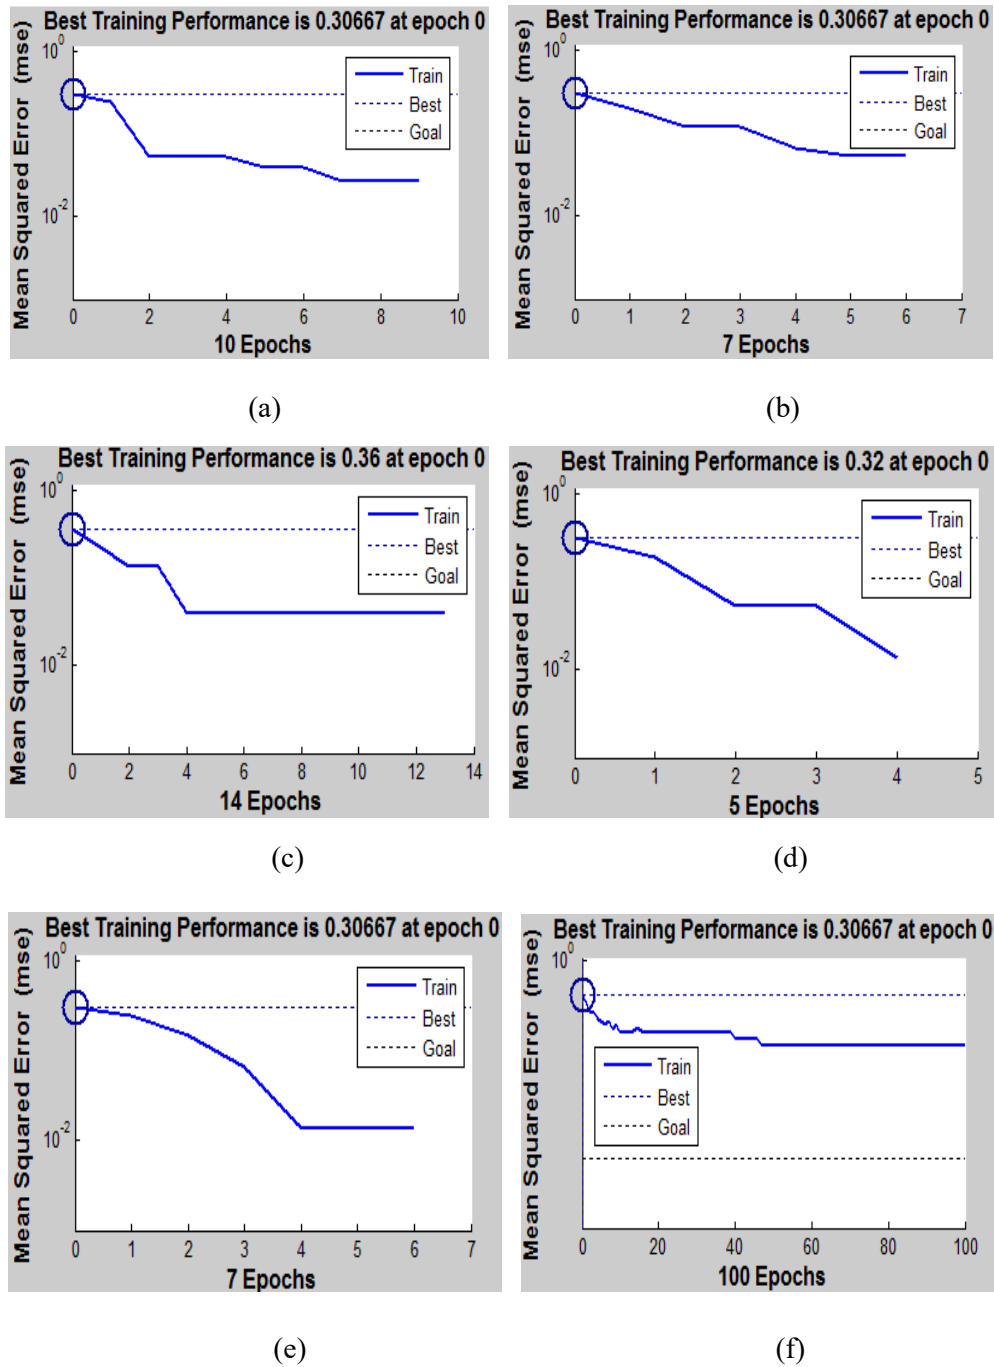 Best Training Performance is 0.30667 at epoch 0
Mean Squared Error (mse)
10^0
10^-2
Train
Best
Goal
0 2 4 6 8 10
10 Epochs
(a)
Best Training Performance is 0.30667 at epoch 0
Mean Squared Error (mse)
10^0
10^-2
Train
Best
Goal
0 1 2 3 4 5 6 7
7 Epochs
(b)
Best Training Performance is 0.36 at epoch 0
Mean Squared Error (mse)
10^0
10^-2
Train
Best
Goal
0 2 4 6 8 10 12 14
14 Epochs
(c)
Best Training Performance is 0.32 at epoch 0
Mean Squared Error (mse)
10^0
10^-2
Train
Best
Goal
0 1 2 3 4 5
5 Epochs
(d)
Best Training Performance is 0.30667 at epoch 0
Mean Squared Error (mse)
10^0
10^-2
Train
Best
Goal
0 1 2 3 4 5 6 7
7 Epochs
(e)
Best Training Performance is 0.30667 at epoch 0
Mean Squared Error (mse)
10^0
Train
Best
Goal
0 20 40 60 80 100
100 Epochs
(f)